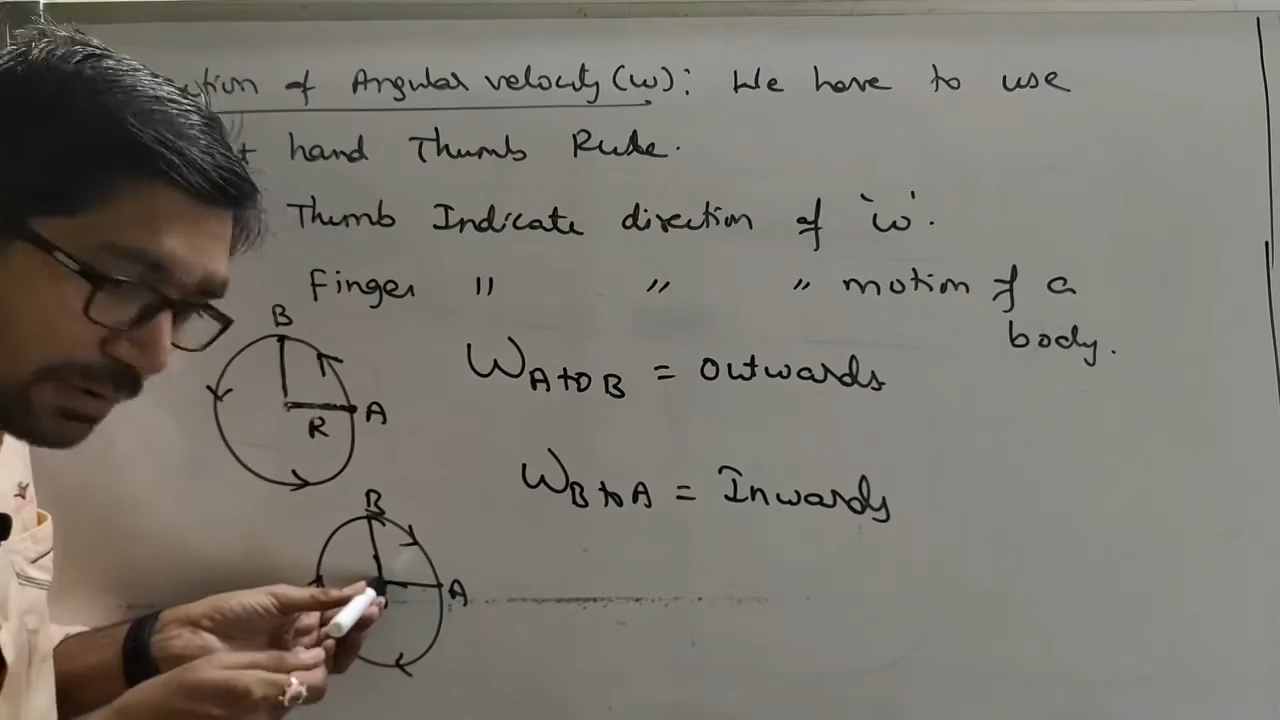 of Angular velocity (ω): We have to use
hand Thumb Rule.
Thumb Indicate direction of 'ω'.
Finger " " " motion of a
body.
B
R A
ω A to B = Outwards
B
A
ω B to A = Inwards